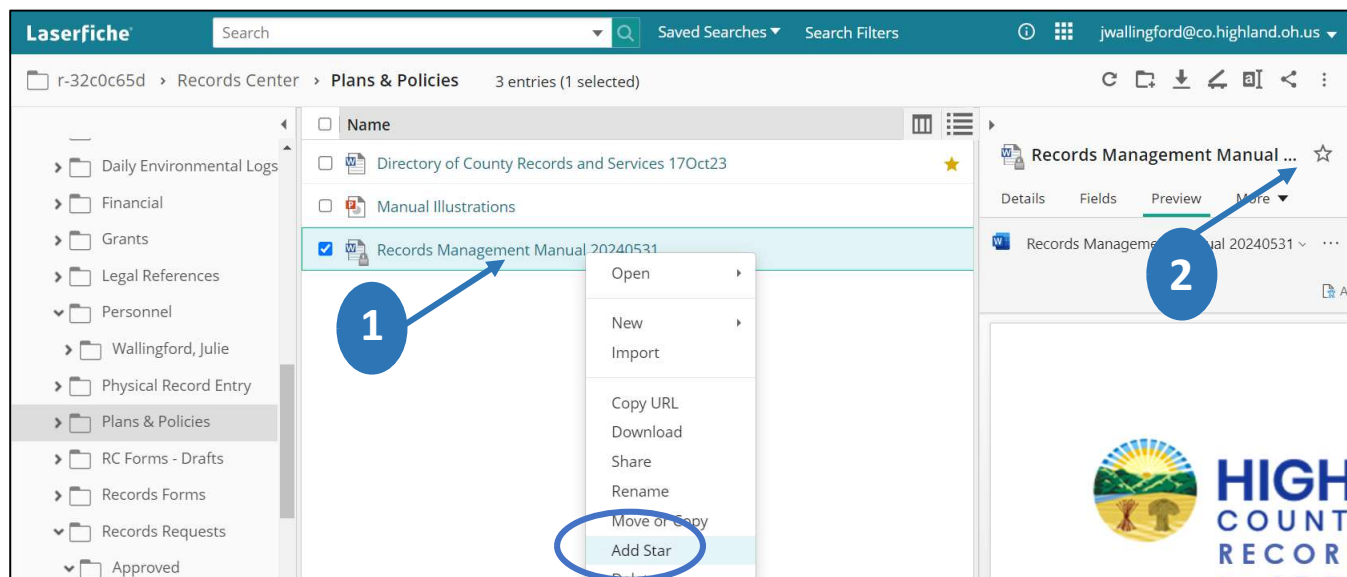 Laserfiche Search Saved Searches Search Filters jwallingford@co.highland.oh.us
r-32c0c65d > Records Center > Plans & Policies 3 entries (1 selected)
Daily Environmental Logs
Financial
Grants
Legal References
Personnel
Wallingford, Julie
Physical Record Entry
Plans & Policies
RC Forms - Drafts
Records Forms
Records Requests
Approved
Name
Directory of County Records and Services 17Oct23
Manual Illustrations
Records Management Manual 20240531
1
Open
New
Import
Copy URL
Download
Share
Rename
Move or Copy
Add Star
Records Management Manual ...
Details Fields Preview More
Records Management Manual 20240531
2
HIGH
COUNT
RECOR